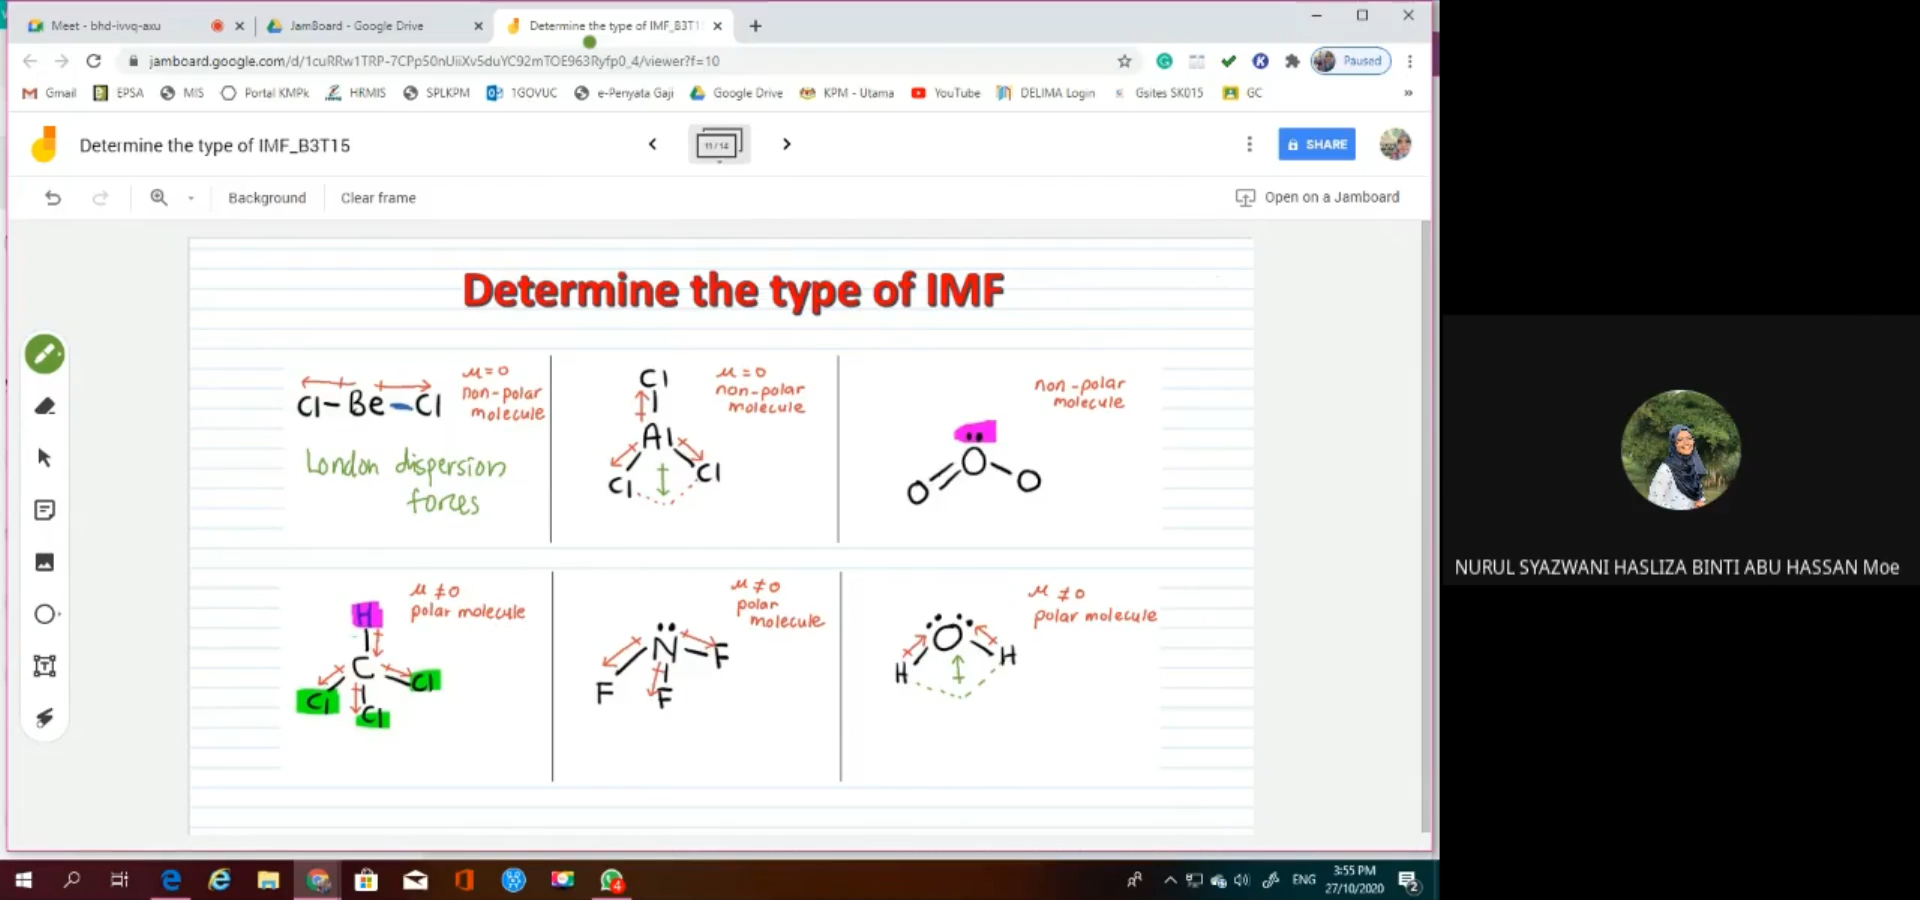 Meet - bhd-ivvq-axu
JamBoard - Google Drive
Determine the type of IMF_B3T1
jamboard.google.com/d/1cuRRw1TRP-7CPp50nUiiXv5duYC92mTOE963Ryfp0_4/viewer?f=10
Paused
Gmail EPSA MIS Portal KMPk HRMIS SPLKPM 1GOVUC e-Penyata Gaji Google Drive KPM - Utama YouTube DELIMA Login Gsites SK015 GC »
Determine the type of IMF_B3T15
11 / 14
SHARE
Background
Clear frame
Open on a Jamboard
Determine the type of IMF
Cl-Be-Cl
μ=0
non-polar
molecule
London dispersion
forces
Cl
Al
Cl
Cl
μ=0
non-polar
molecule
non-polar
molecule
O
O
O
H
C
Cl
Cl
Cl
μ≠0
polar molecule
N
F
F
F
μ≠0
polar
molecule
O
H
H
μ≠0
polar molecule
NURUL SYAZWANI HASLIZA BINTI ABU HASSAN Moe
4
ENG
3:55 PM
27/10/2020
2